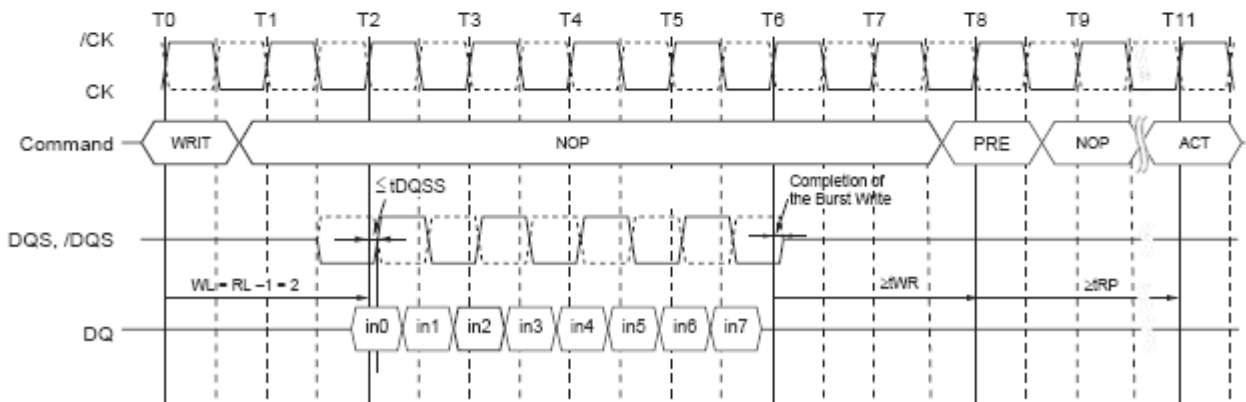 T0 T1 T2 T3 T4 T5 T6 T7 T8 T9 T11
/CK
CK
Command WRIT NOP PRE NOP ACT
≤ tDQSS
Completion of
the Burst Write
DQS, /DQS
WL = RL –1 = 2 ≥tWR ≥tRP
DQ in0 in1 in2 in3 in4 in5 in6 in7